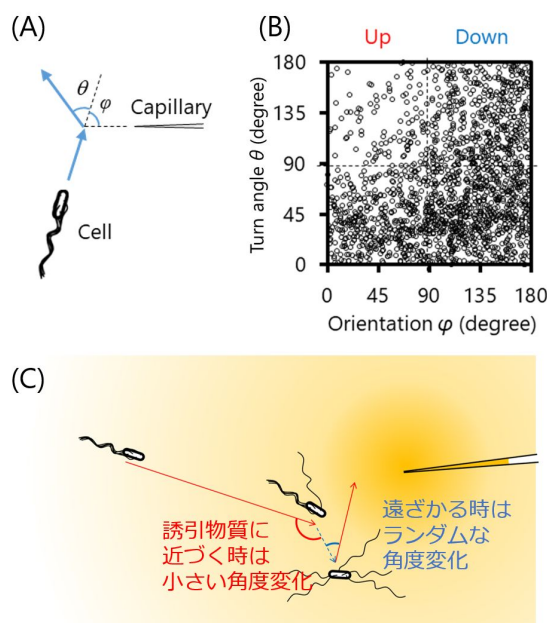 (A)
θ
φ
Capillary
Cell
(B)
Up
Down
Turn angle θ (degree)
180
135
90
45
0
0
45
90
135
180
Orientation φ (degree)
(C)
誘引物質に
近づく時は
小さい角度変化
遠ざかる時は
ランダムな
角度変化